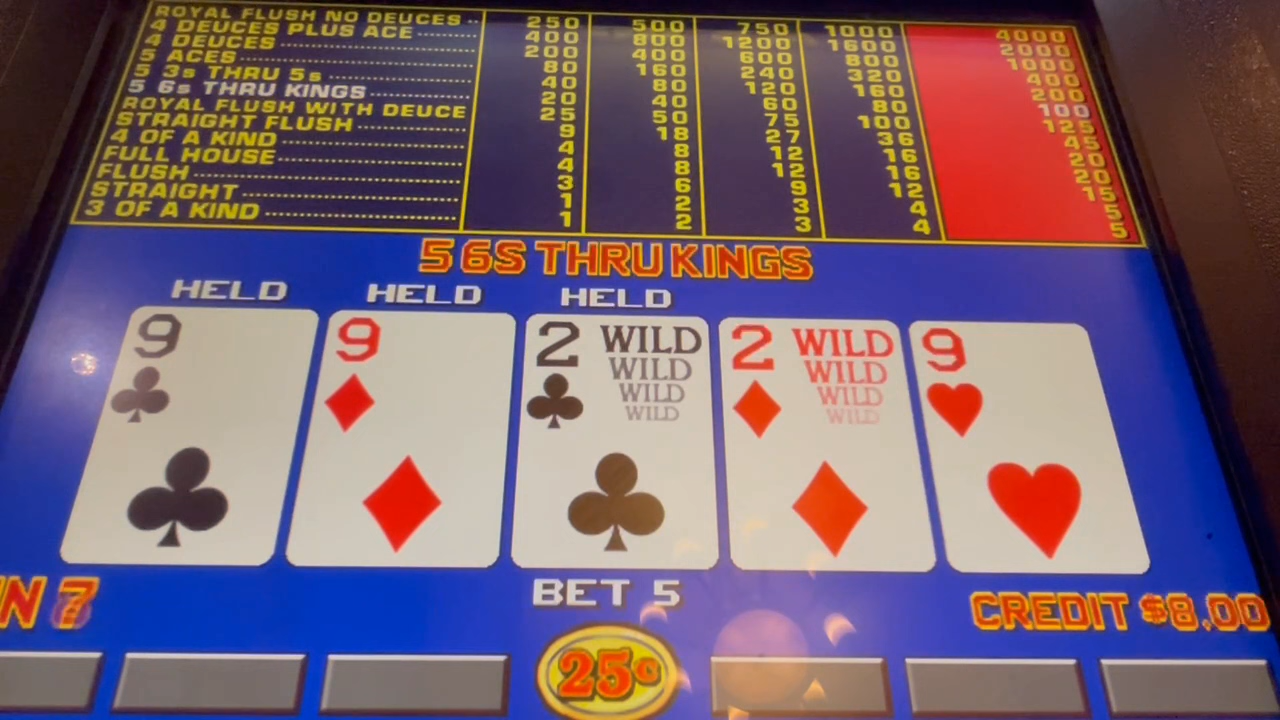 ROYAL FLUSH NO DEUCES .. 250 500 750 1000 4000
4 DEUCES PLUS ACE ........ 400 800 1200 1600 2000
4 DEUCES ........ 200 400 600 800 1000
5 ACES ........ 80 160 240 320 400
5 3s THRU 5s ........ 40 80 120 160 200
5 6s THRU KINGS ........ 20 40 60 80 100
ROYAL FLUSH WITH DEUCE 25 50 75 100 125
STRAIGHT FLUSH ........ 9 18 27 36 45
4 OF A KIND ........ 4 8 12 16 20
FULL HOUSE ........ 4 8 12 16 20
FLUSH ........ 3 6 9 12 15
STRAIGHT ........ 1 2 3 4 5
3 OF A KIND ........ 1 2 3 4 5
5 6S THRU KINGS
HELD HELD HELD
9 9 2 WILD 2 WILD 9
WILD WILD
WILD WILD
WILD WILD
N 7 BET 5 CREDIT $8.00
25¢